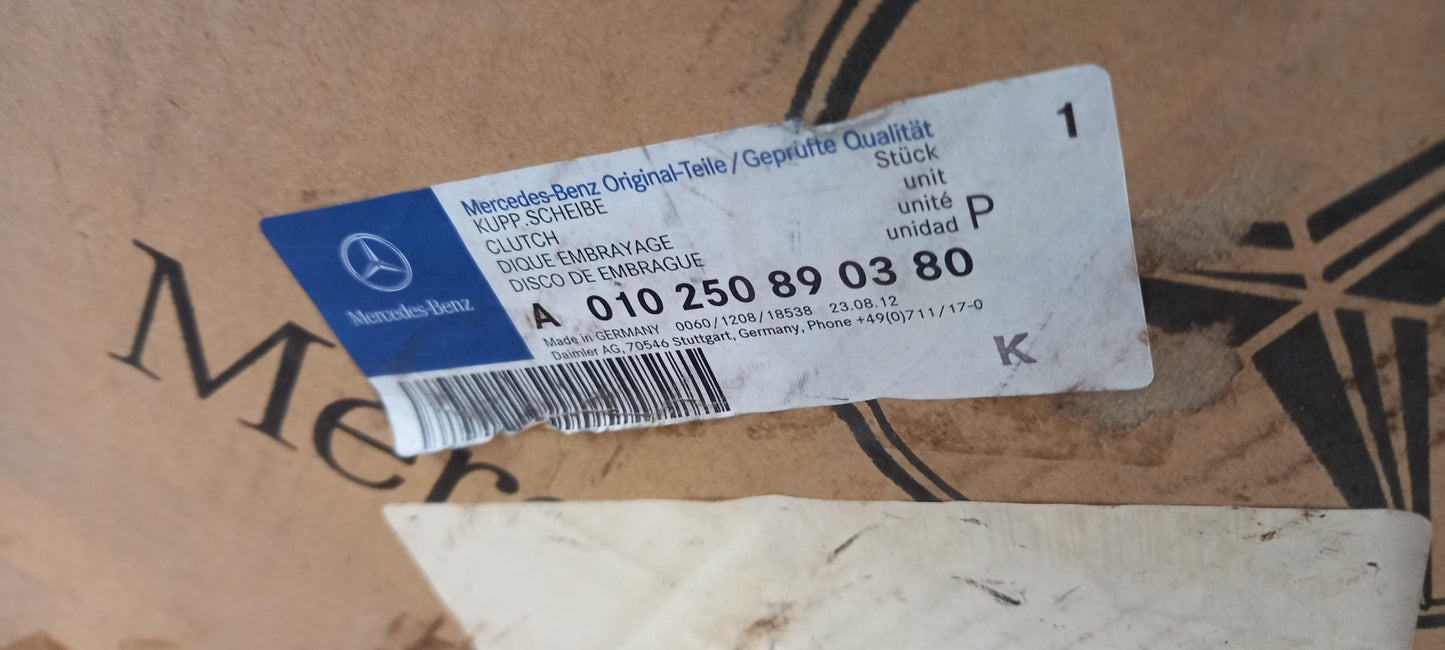 Mercedes-Benz Original-Teile / Geprüfte Qualität
1
KUPP.SCHEIBE
Stück
CLUTCH
unit
DIQUE EMBRAYAGE
unité
DISCO DE EMBRAGUE
unidad P
A 010 250 89 03 80
Made in GERMANY 0060/1208/18538 23.08.12
Daimler AG, 70546 Stuttgart, Germany, Phone +49(0)711/17-0
K
Mercedes-Benz
Mer